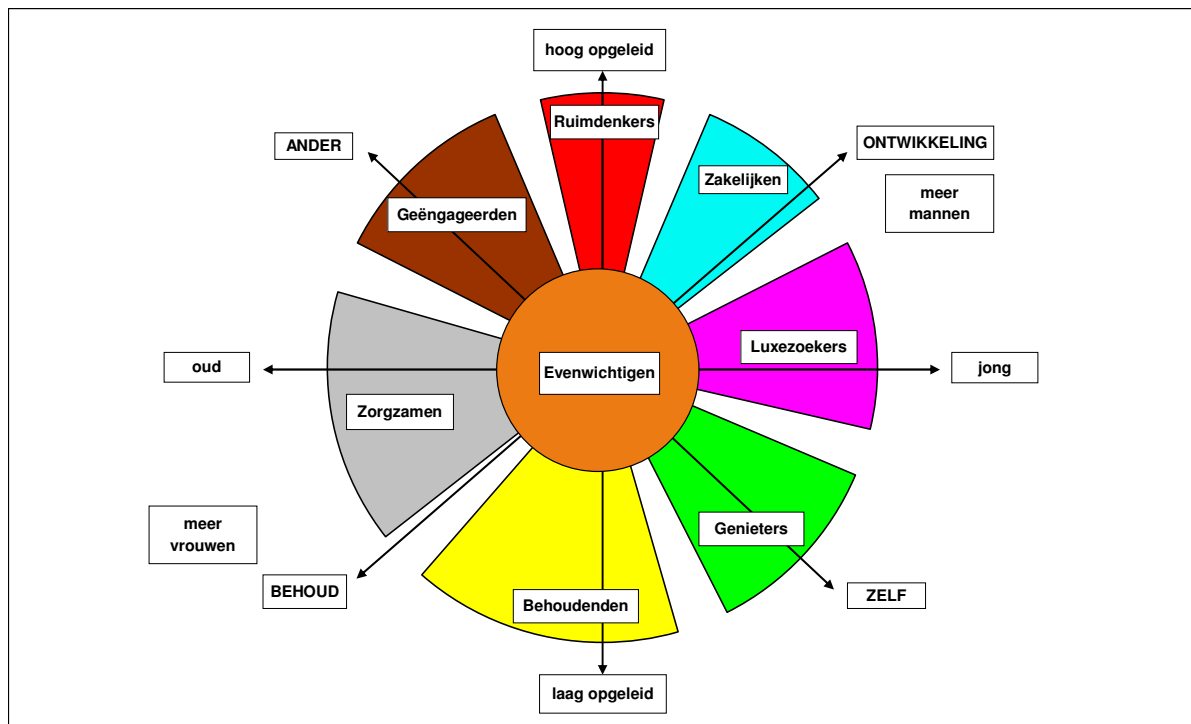 hoog opgeleid
Ruimdenkers
ANDER
ONTWIKKELING
Zakelijken
meer
mannen
Geëngageerden
Luxezoekers
oud
Evenwichtigen
jong
Zorgzamen
meer
vrouwen
Genieters
BEHOUD
ZELF
Behoudenden
laag opgeleid